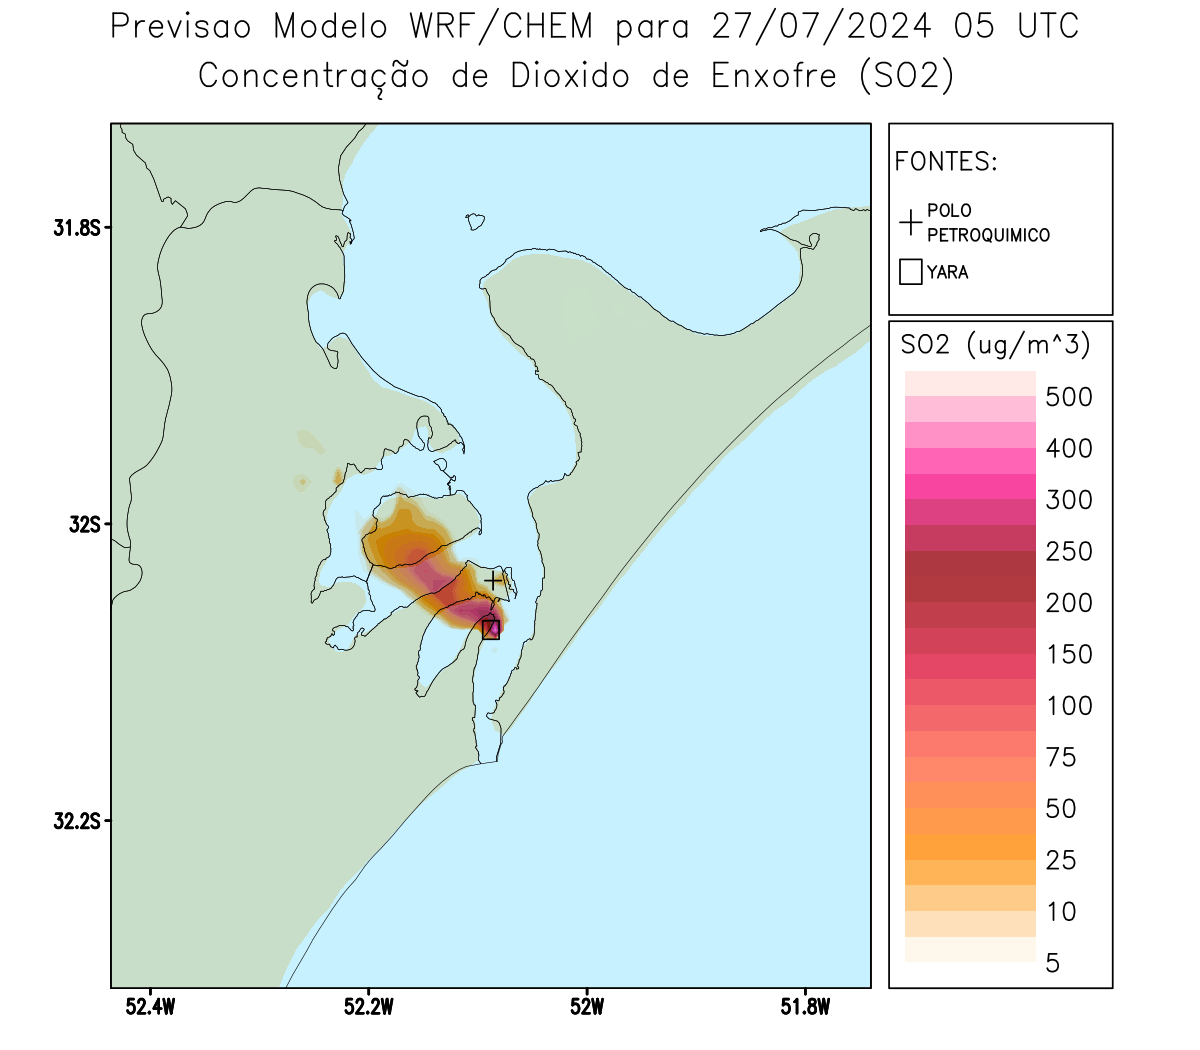 Previsao Modelo WRF/CHEM para 27/07/2024 05 UTC
Concentração de Dioxido de Enxofre (SO2)
FONTES:
POLO
PETROQUIMICO
YARA
31.8S
32S
32.2S
52.4W
52.2W
52W
51.8W
SO2 (ug/m^3)
500
400
300
250
200
150
100
75
50
25
10
5